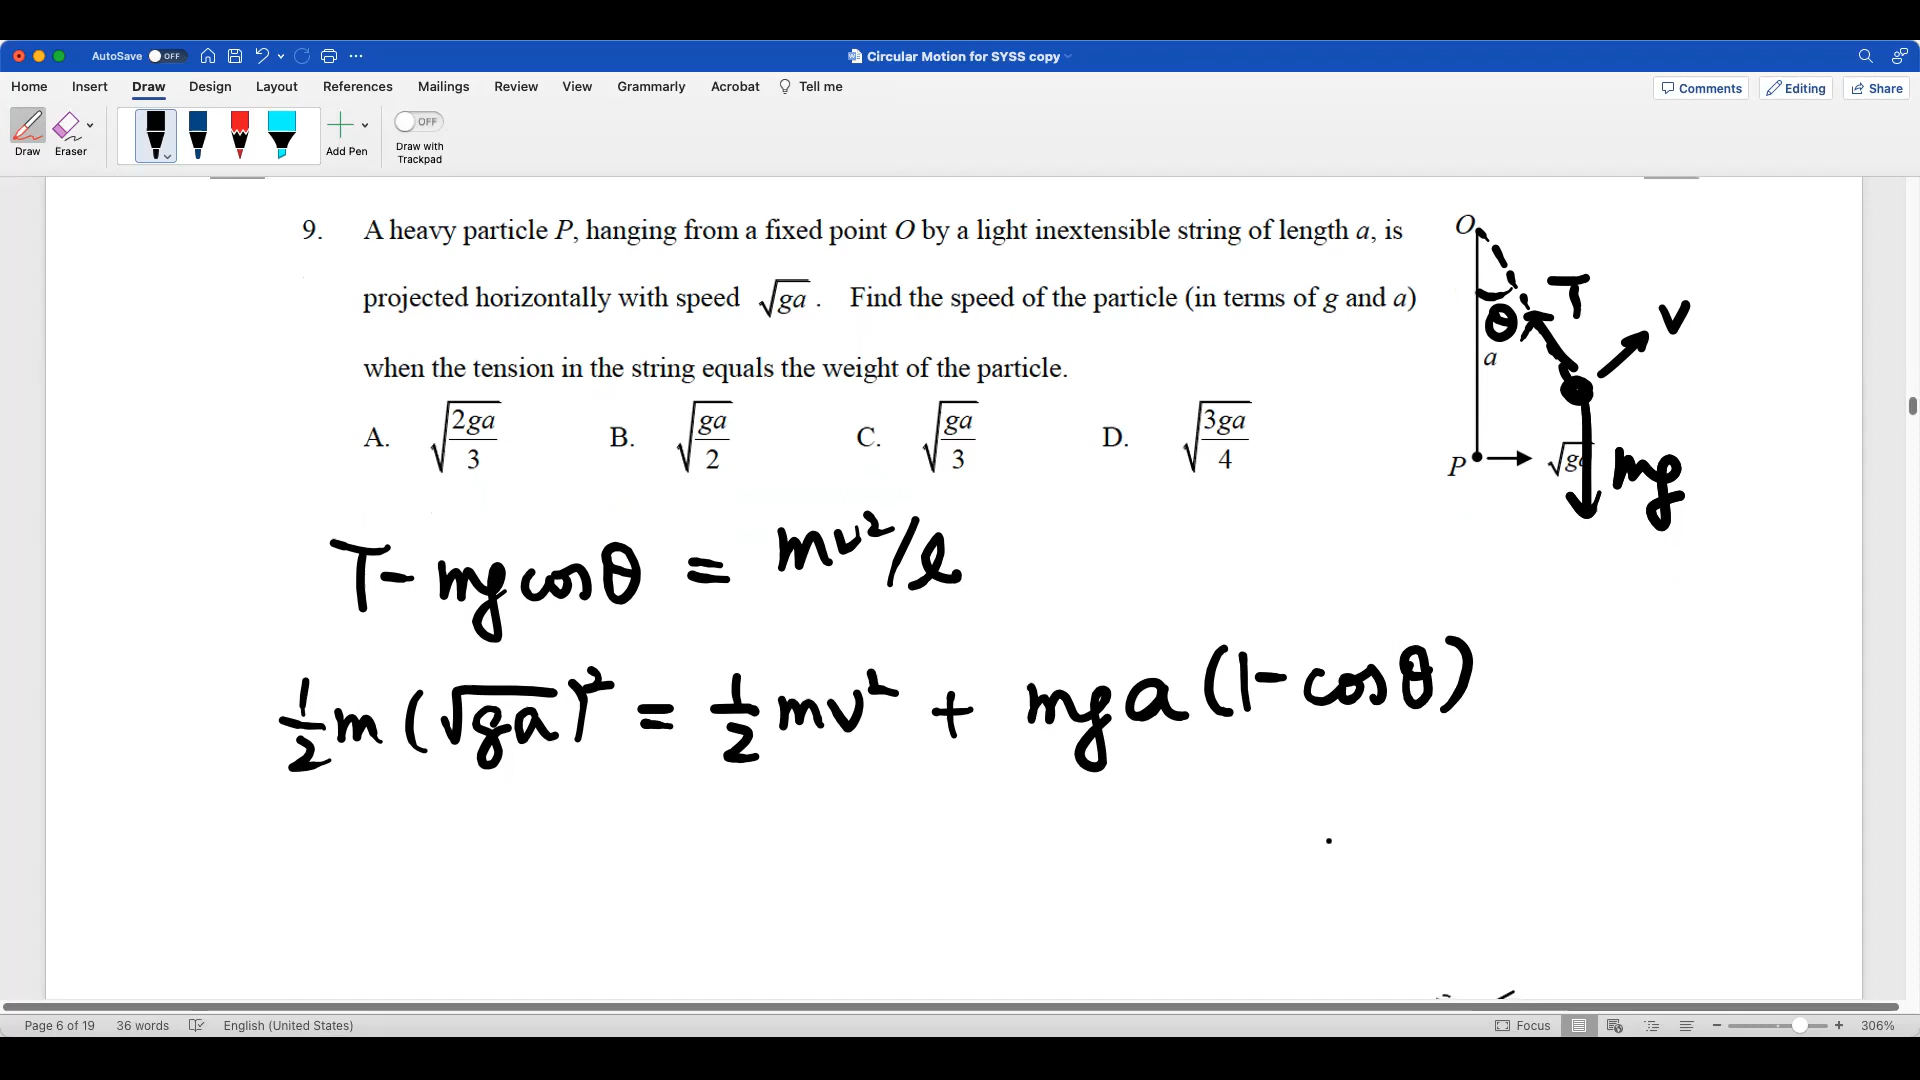 AutoSave OFF
Circular Motion for SYSS copy
Home Insert Draw Design Layout References Mailings Review View Grammarly Acrobat Tell me
Comments Editing Share
OFF
Draw Eraser Add Pen Draw with
Trackpad
9. A heavy particle P, hanging from a fixed point O by a light inextensible string of length a, is
projected horizontally with speed √ga . Find the speed of the particle (in terms of g and a)
when the tension in the string equals the weight of the particle.
A. √(2ga/3) B. √(ga/2) C. √(ga/3) D. √(3ga/4)
O
T
θ
v
a
P
mg
T - mg cosθ = mv²/l
½m(√ga)² = ½mv² + mga(1 - cosθ)
Page 6 of 19 36 words English (United States) Focus 306%